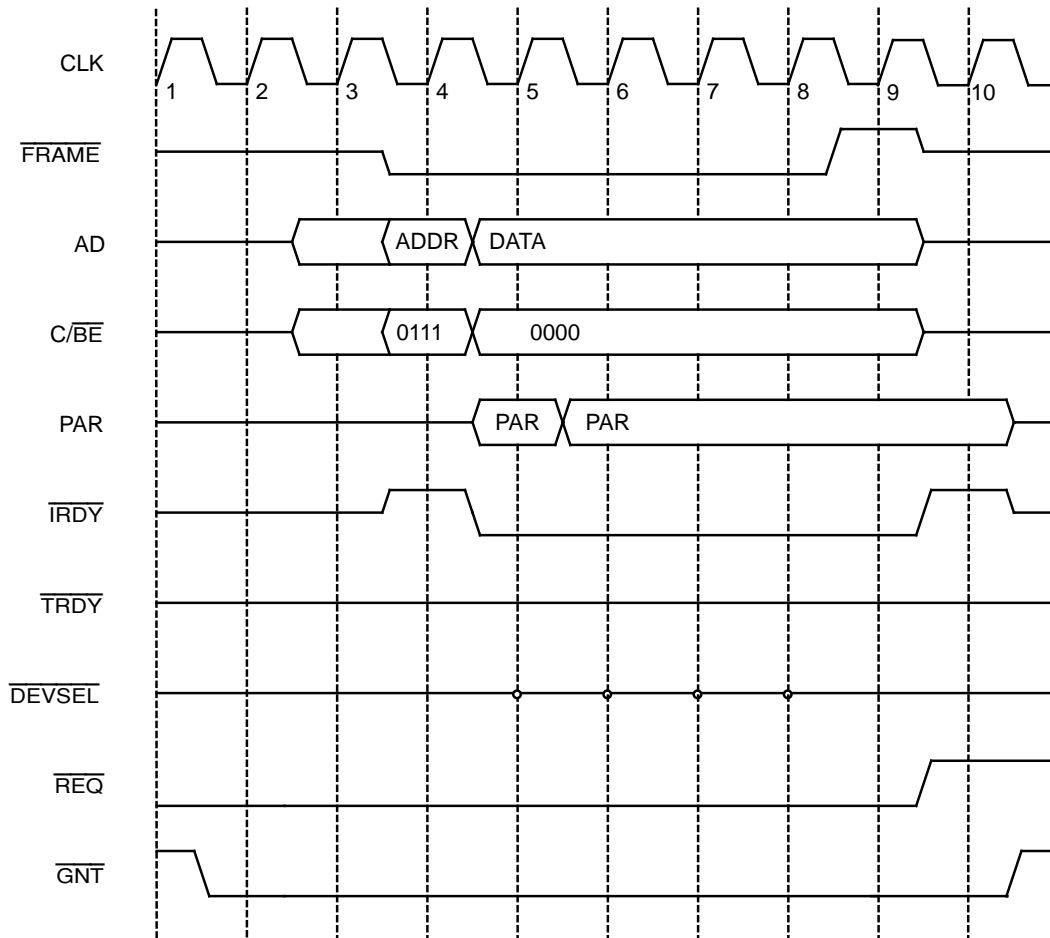 CLK
1 2 3 4 5 6 7 8 9 10
FRAME
AD ADDR DATA
C/BE 0111 0000
PAR PAR PAR
IRDY
TRDY
DEVSEL
REQ
GNT